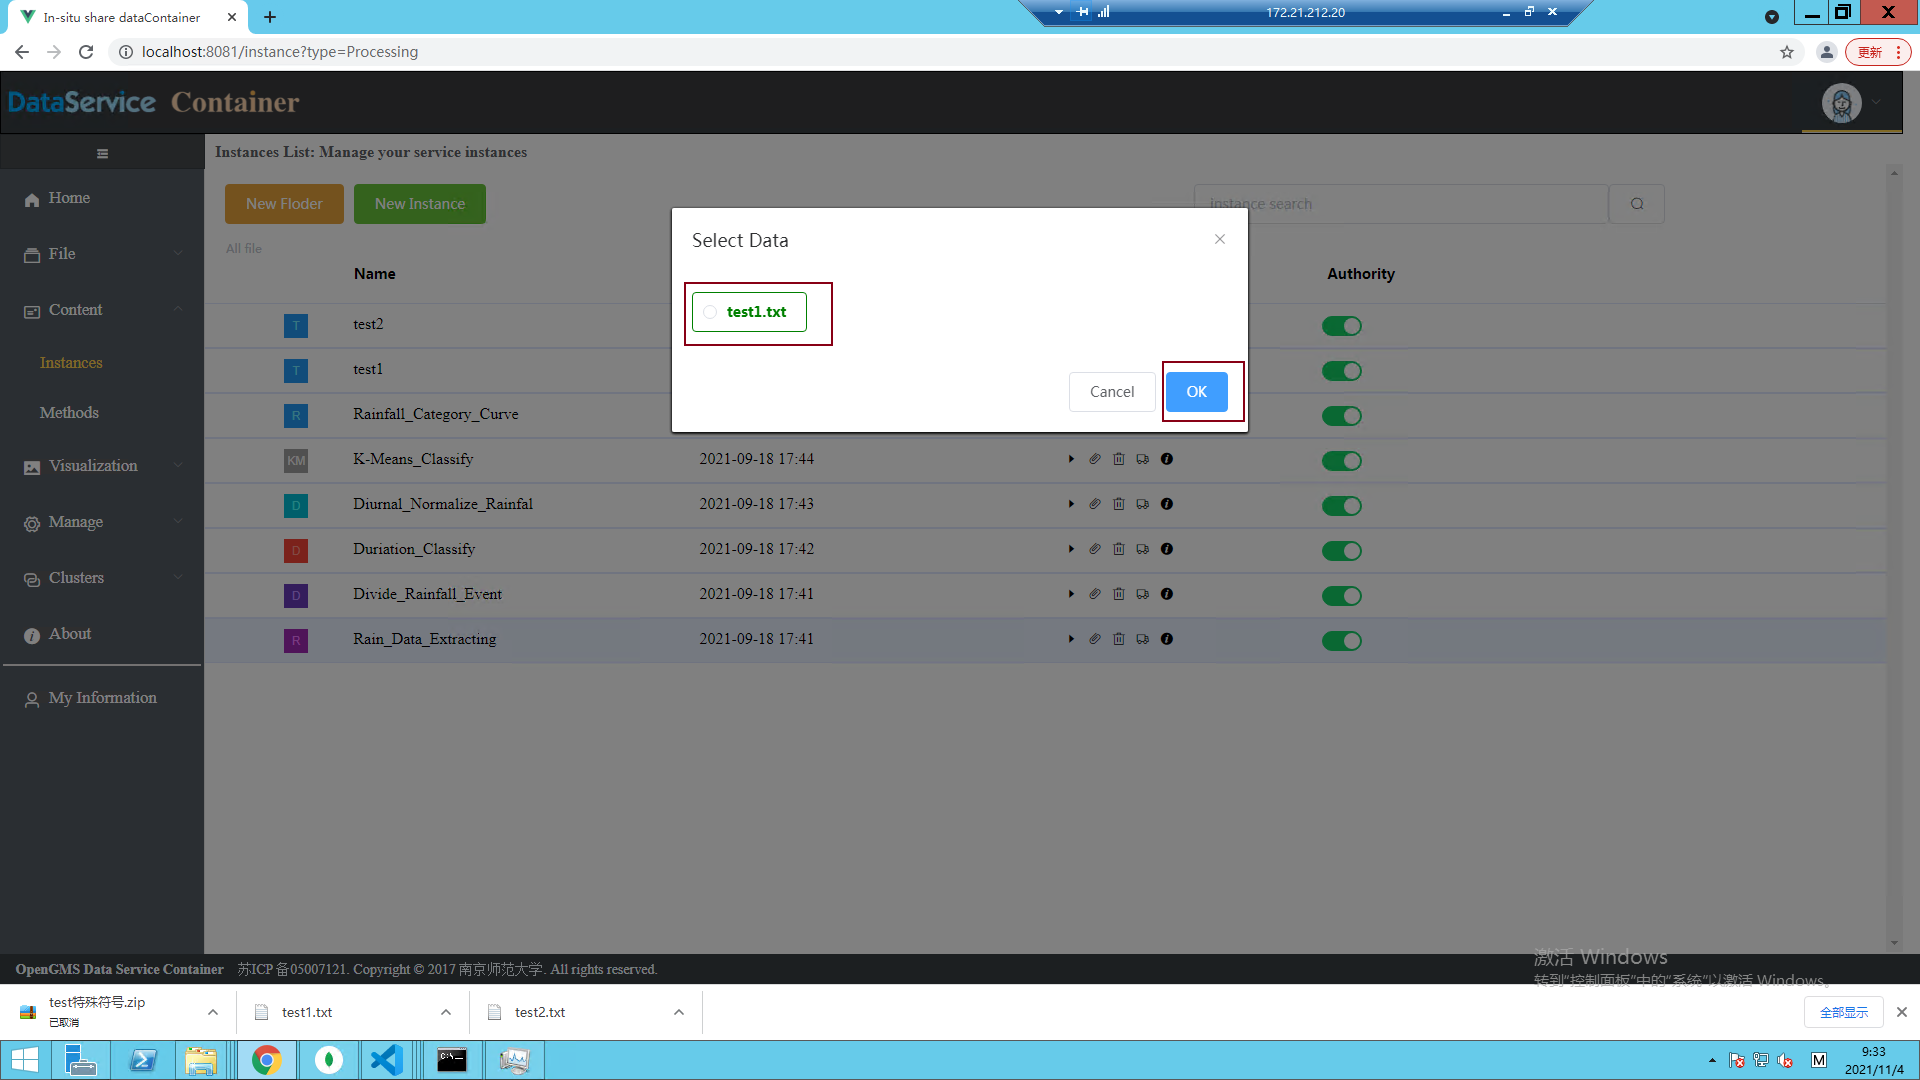 In-situ share dataContainer
172.21.212.20
localhost:8081/instance?type=Processing
更新
DataService Container
Instances List: Manage your service instances
Home
New Floder
New Instance
instance search
Select Data
File
All file
Name
Authority
Content
test1.txt
T
test2
Instances
T
test1
Cancel
OK
Methods
R
Rainfall_Category_Curve
Visualization
KM
K-Means_Classify
2021-09-18 17:44
D
Diurnal_Normalize_Rainfal
2021-09-18 17:43
Manage
D
Duriation_Classify
2021-09-18 17:42
Clusters
D
Divide_Rainfall_Event
2021-09-18 17:41
About
R
Rain_Data_Extracting
2021-09-18 17:41
My Information
激活 Windows
转到"控制面板"中的"系统"以激活 Windows。
OpenGMS Data Service Container 苏ICP 备05007121. Copyright © 2017 南京师范大学. All rights reserved.
test特殊符号.zip
已取消
test1.txt
test2.txt
全部显示
C:\
M
9:33
2021/11/4